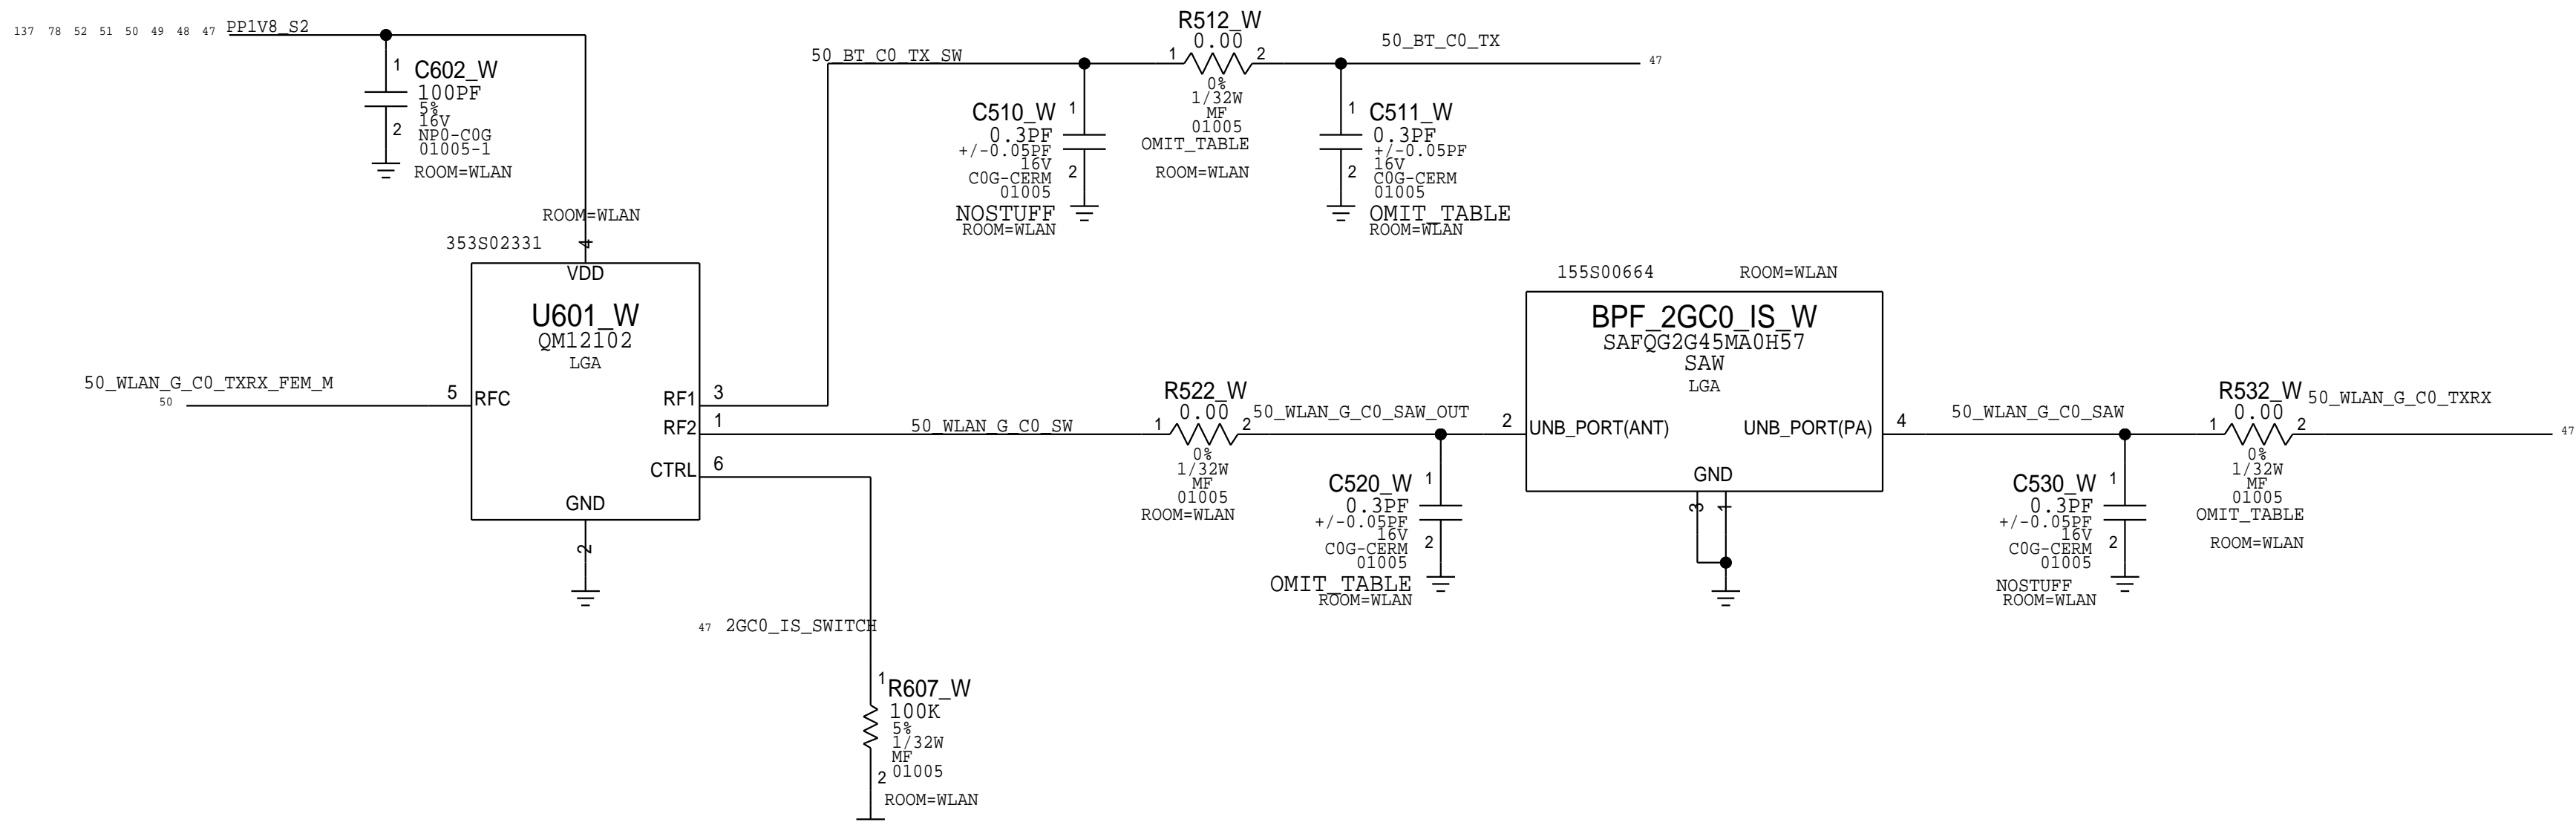 137 78 52 51 50 49 48 47 PP1V8_S2
1
C602_W
100PF
5%
16V
NP0-C0G
01005-1
2
ROOM=WLAN
ROOM=WLAN
353S02331
4
VDD
U601_W
QM12102
LGA
50_WLAN_G_C0_TXRX_FEM_M
50
5
RFC
RF1
3
RF2
1
CTRL
6
GND
2
50_BT_C0_TX_SW
R512_W
0.00
1
2
0%
1/32W
MF
01005
OMIT_TABLE
ROOM=WLAN
50_BT_C0_TX
47
C510_W
1
0.3PF
+/-0.05PF
16V
C0G-CERM
2
01005
NOSTUFF
ROOM=WLAN
1
C511_W
0.3PF
+/-0.05PF
16V
C0G-CERM
2
01005
OMIT_TABLE
ROOM=WLAN
50_WLAN_G_C0_SW
R522_W
0.00
1
2
0%
1/32W
MF
01005
ROOM=WLAN
50_WLAN_G_C0_SAW_OUT
C520_W
1
0.3PF
+/-0.05PF
16V
C0G-CERM
2
01005
OMIT_TABLE
ROOM=WLAN
155S00664
ROOM=WLAN
BPF_2GC0_IS_W
SAFQG2G45MA0H57
SAW
LGA
2
UNB_PORT(ANT)
UNB_PORT(PA)
4
GND
3
1
50_WLAN_G_C0_SAW
C530_W
1
0.3PF
+/-0.05PF
16V
C0G-CERM
2
01005
NOSTUFF
ROOM=WLAN
R532_W
0.00
1
2
0%
1/32W
MF
01005
OMIT_TABLE
ROOM=WLAN
50_WLAN_G_C0_TXRX
47
47 2GC0_IS_SWITCH
1
R607_W
100K
5%
1/32W
MF
01005
2
ROOM=WLAN